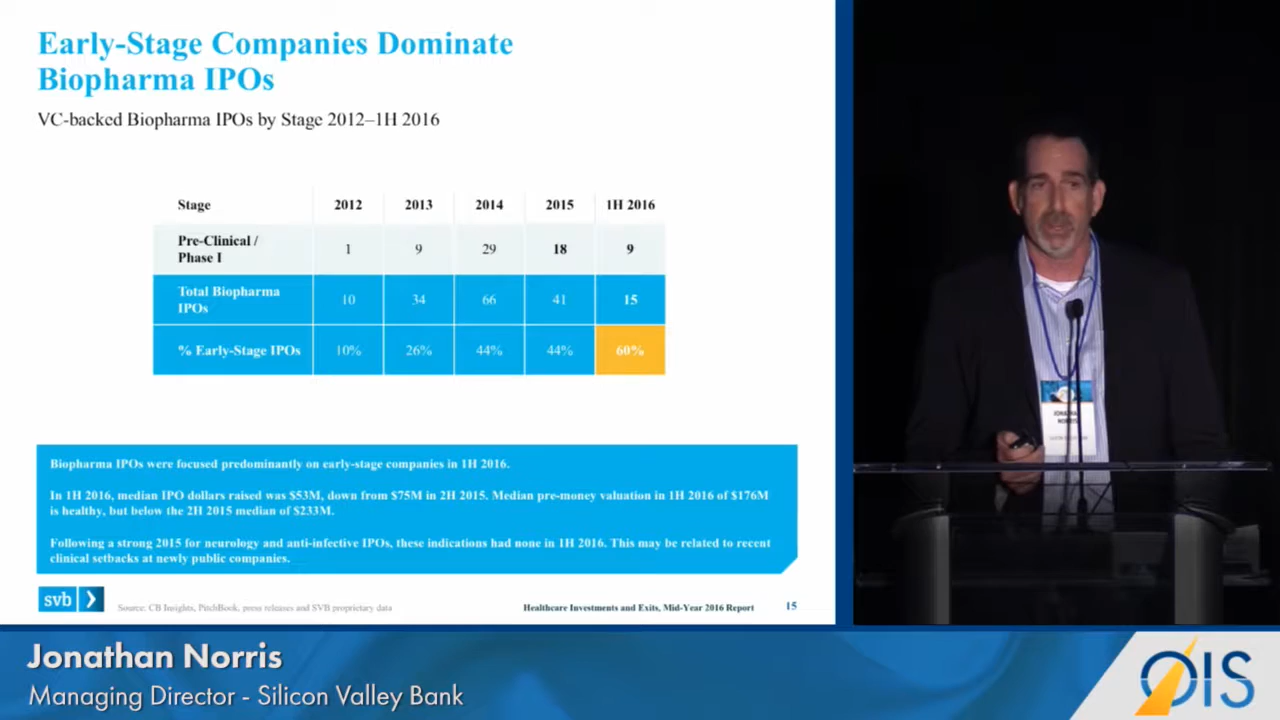 Early-Stage Companies Dominate
Biopharma IPOs
VC-backed Biopharma IPOs by Stage 2012–1H 2016
Stage 2012 2013 2014 2015 1H 2016
Pre-Clinical /
Phase I 1 9 29 18 9
Total Biopharma
IPOs 10 34 66 41 15
% Early-Stage IPOs 10% 26% 44% 44% 60%
Biopharma IPOs were focused predominantly on early-stage companies in 1H 2016.
In 1H 2016, median IPO dollars raised was $53M, down from $75M in 2H 2015. Median pre-money valuation in 1H 2016 of $176M
is healthy, but below the 2H 2015 median of $233M.
Following a strong 2015 for neurology and anti-infective IPOs, these indications had none in 1H 2016. This may be related to recent
clinical setbacks at newly public companies.
svb
Source: CB Insights, PitchBook, press releases and SVB proprietary data
Healthcare Investments and Exits, Mid-Year 2016 Report 15
JONATHAN
NORRIS
Jonathan Norris
Managing Director - Silicon Valley Bank
OIS